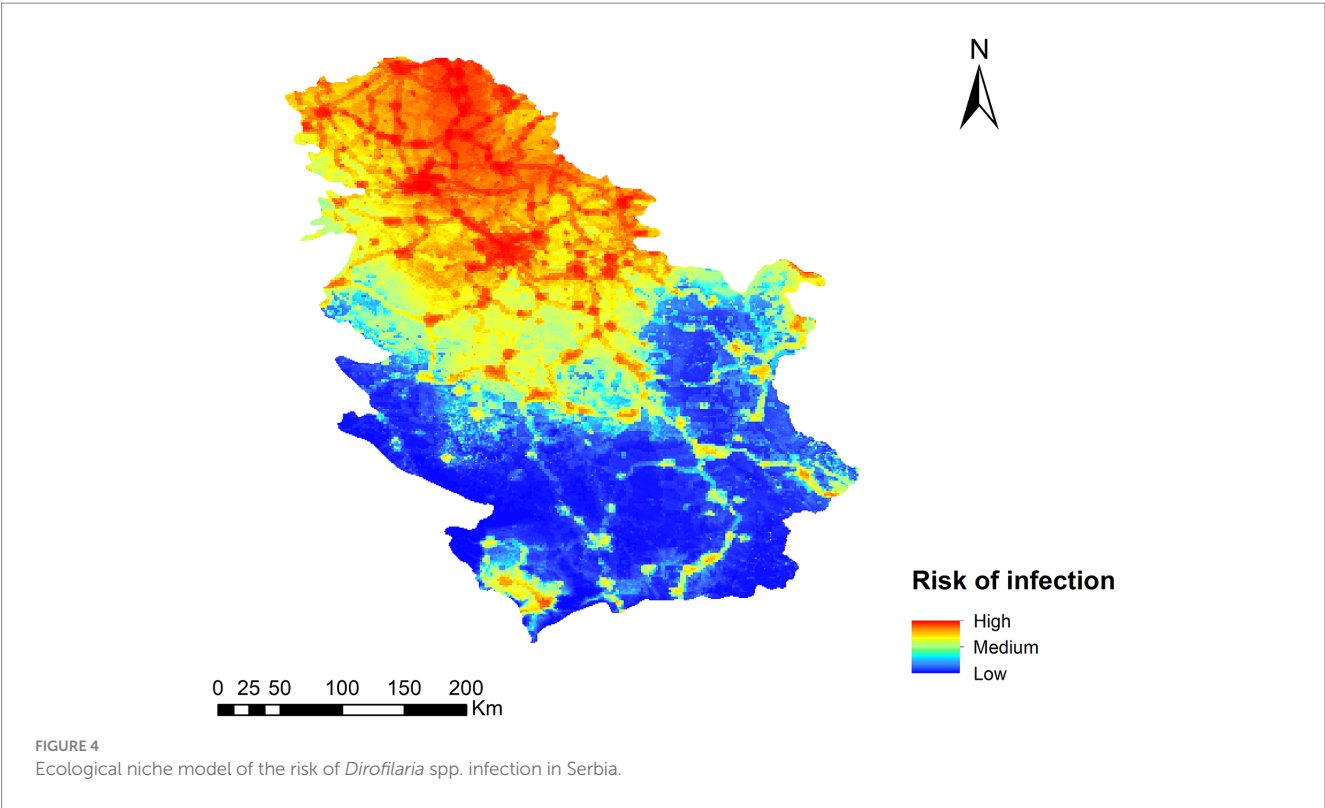 N
Risk of infection
High
Medium
Low
0 25 50 100 150 200
Km
FIGURE 4
Ecological niche model of the risk of Dirofilaria spp. infection in Serbia.